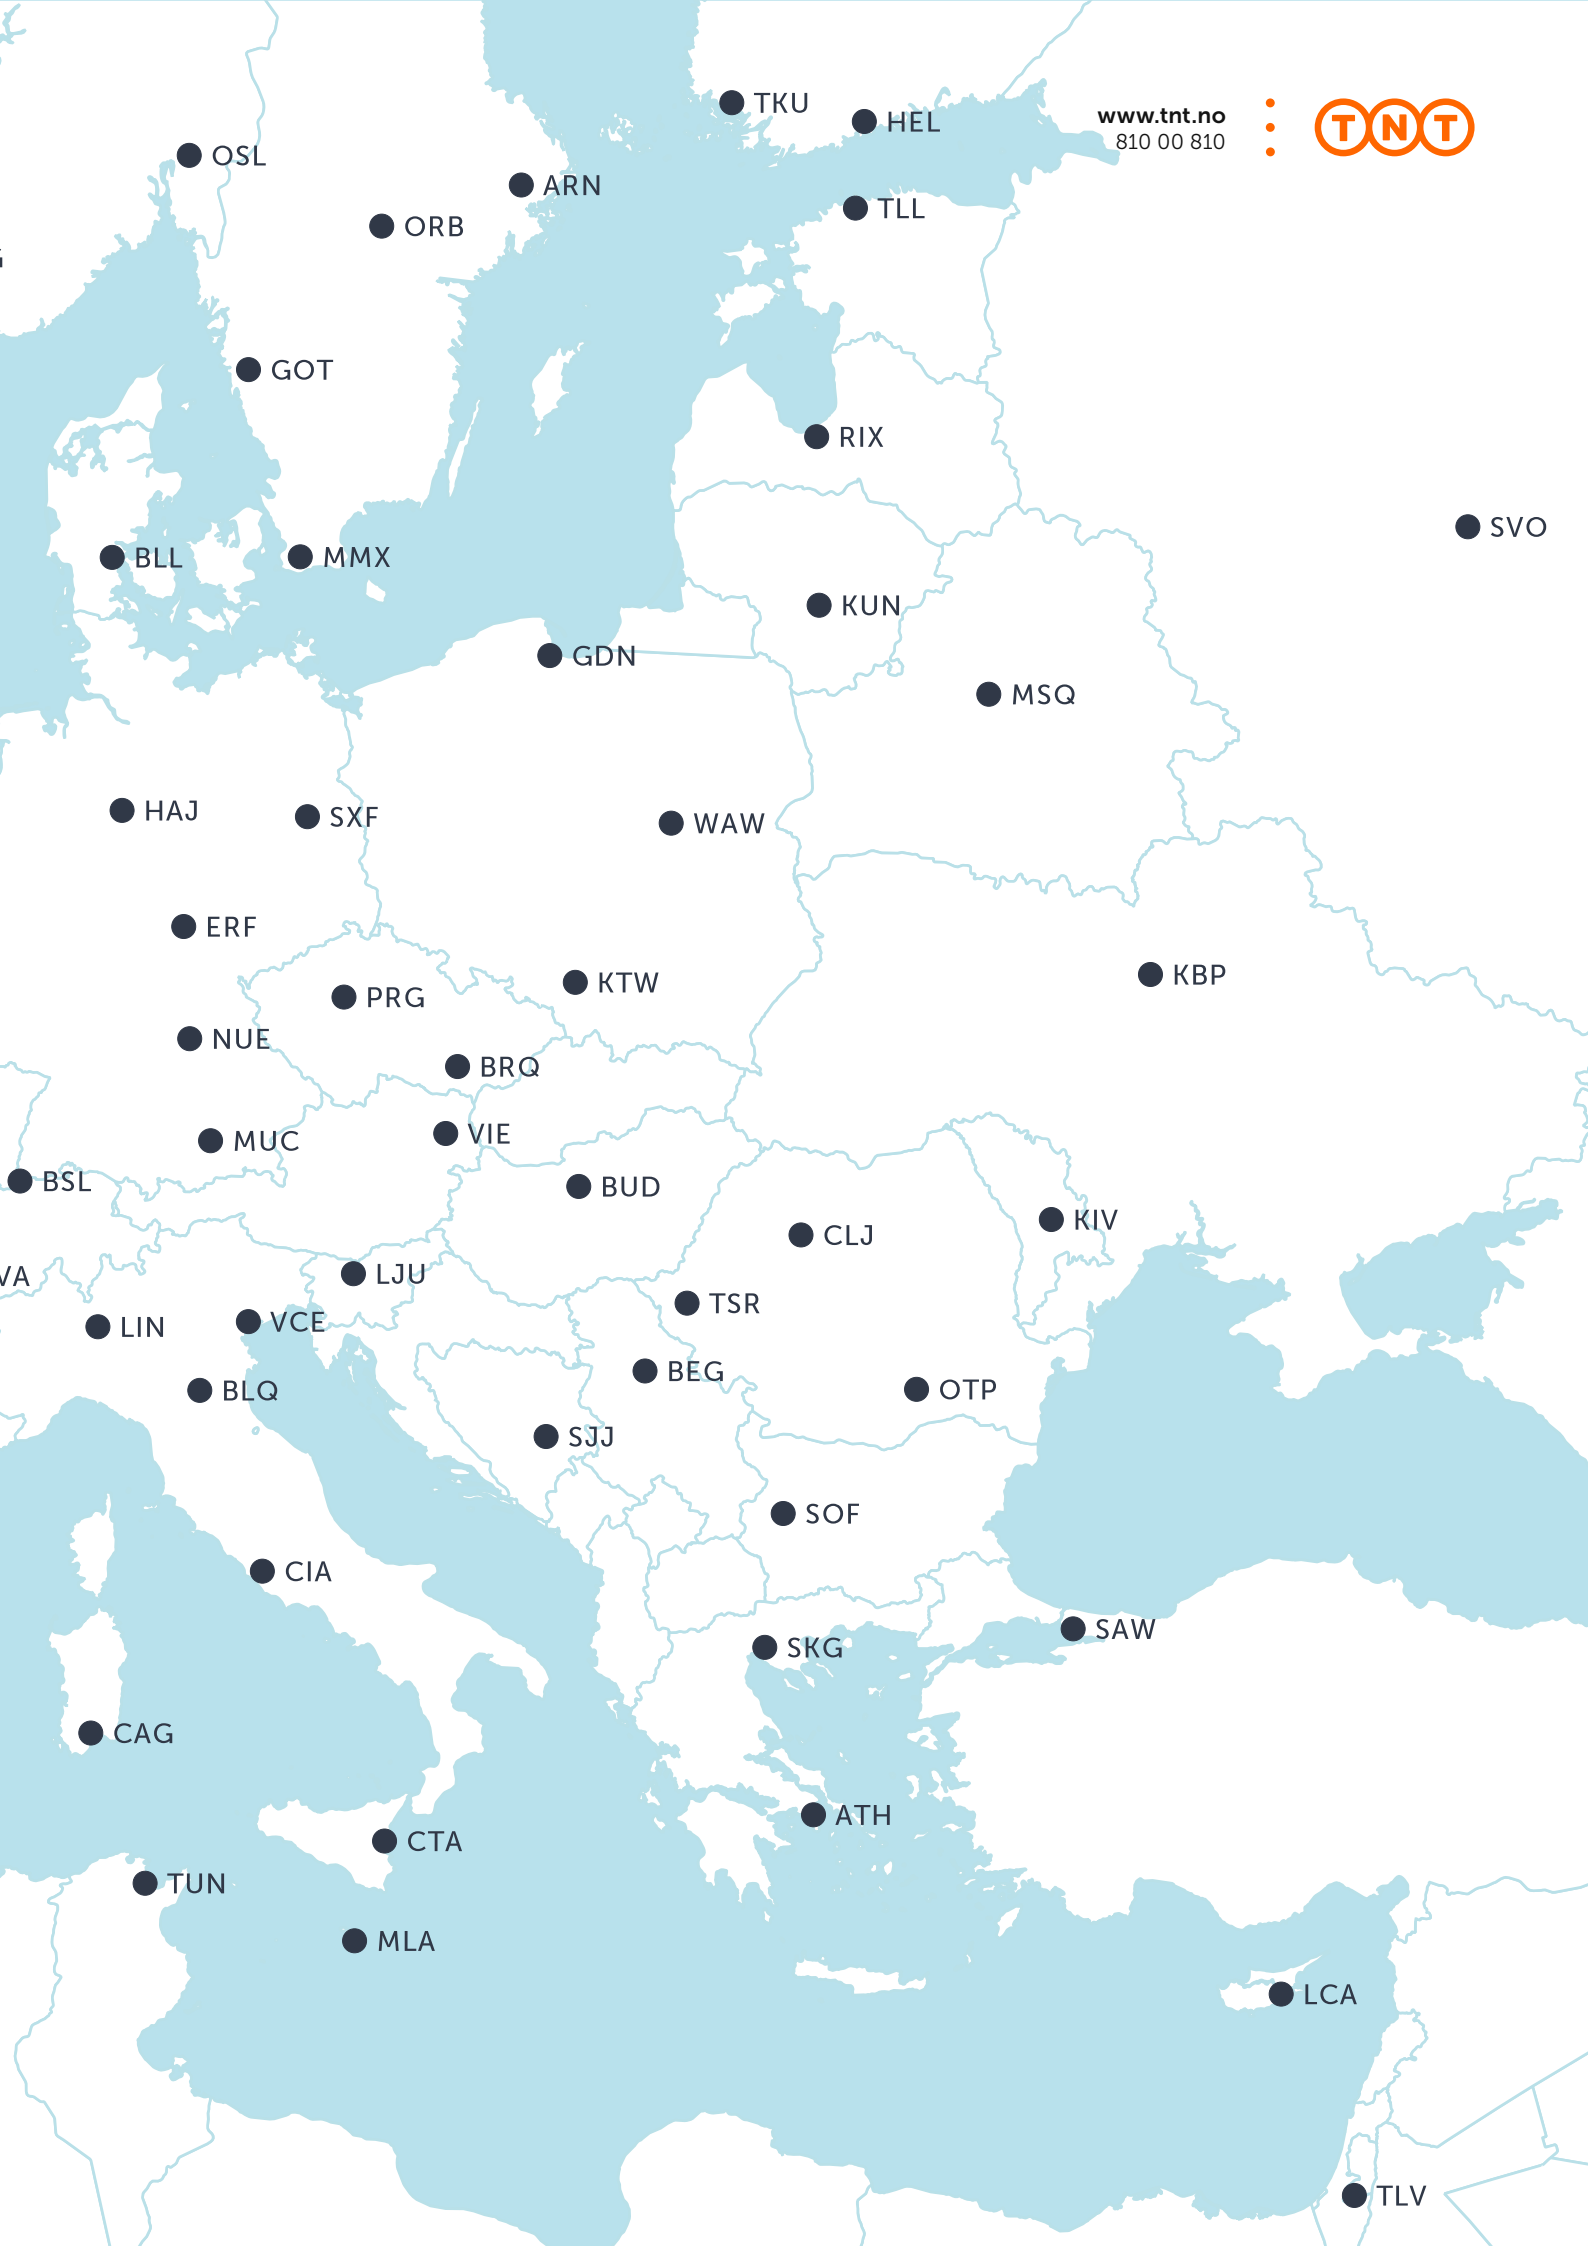 TKU
HEL
www.tnt.no
810 00 810
TNT
OSL
ARN
TLL
ORB
GOT
RIX
SVO
BLL
MMX
KUN
GDN
MSQ
HAJ
SXF
WAW
ERF
KBP
KTW
PRG
NUE
BRQ
VIE
MUC
BSL
BUD
KIV
CLJ
VA
LJU
TSR
VCE
LIN
BEG
OTP
BLQ
SJJ
SOF
CIA
SAW
SKG
CAG
ATH
CTA
TUN
MLA
LCA
TLV